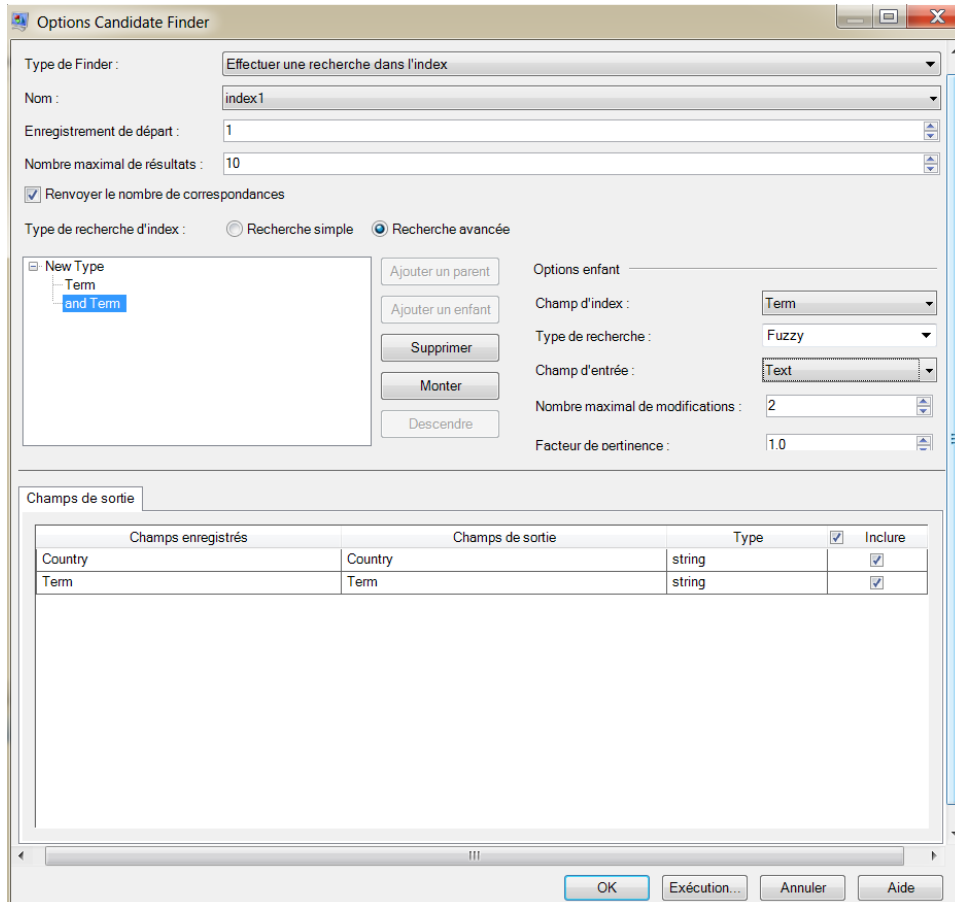 Options Candidate Finder
Type de Finder :
Effectuer une recherche dans l'index
Nom :
index1
Enregistrement de départ :
1
Nombre maximal de résultats :
10
Renvoyer le nombre de correspondances
Type de recherche d'index :
Recherche simple
Recherche avancée
New Type
Term
and Term
Ajouter un parent
Ajouter un enfant
Supprimer
Monter
Descendre
Options enfant
Champ d'index :
Term
Type de recherche :
Fuzzy
Champ d'entrée :
Text
Nombre maximal de modifications :
2
Facteur de pertinence :
1.0
Champs de sortie
Champs enregistrés Champs de sortie Type Inclure
Country Country string
Term Term string
OK Exécution... Annuler Aide